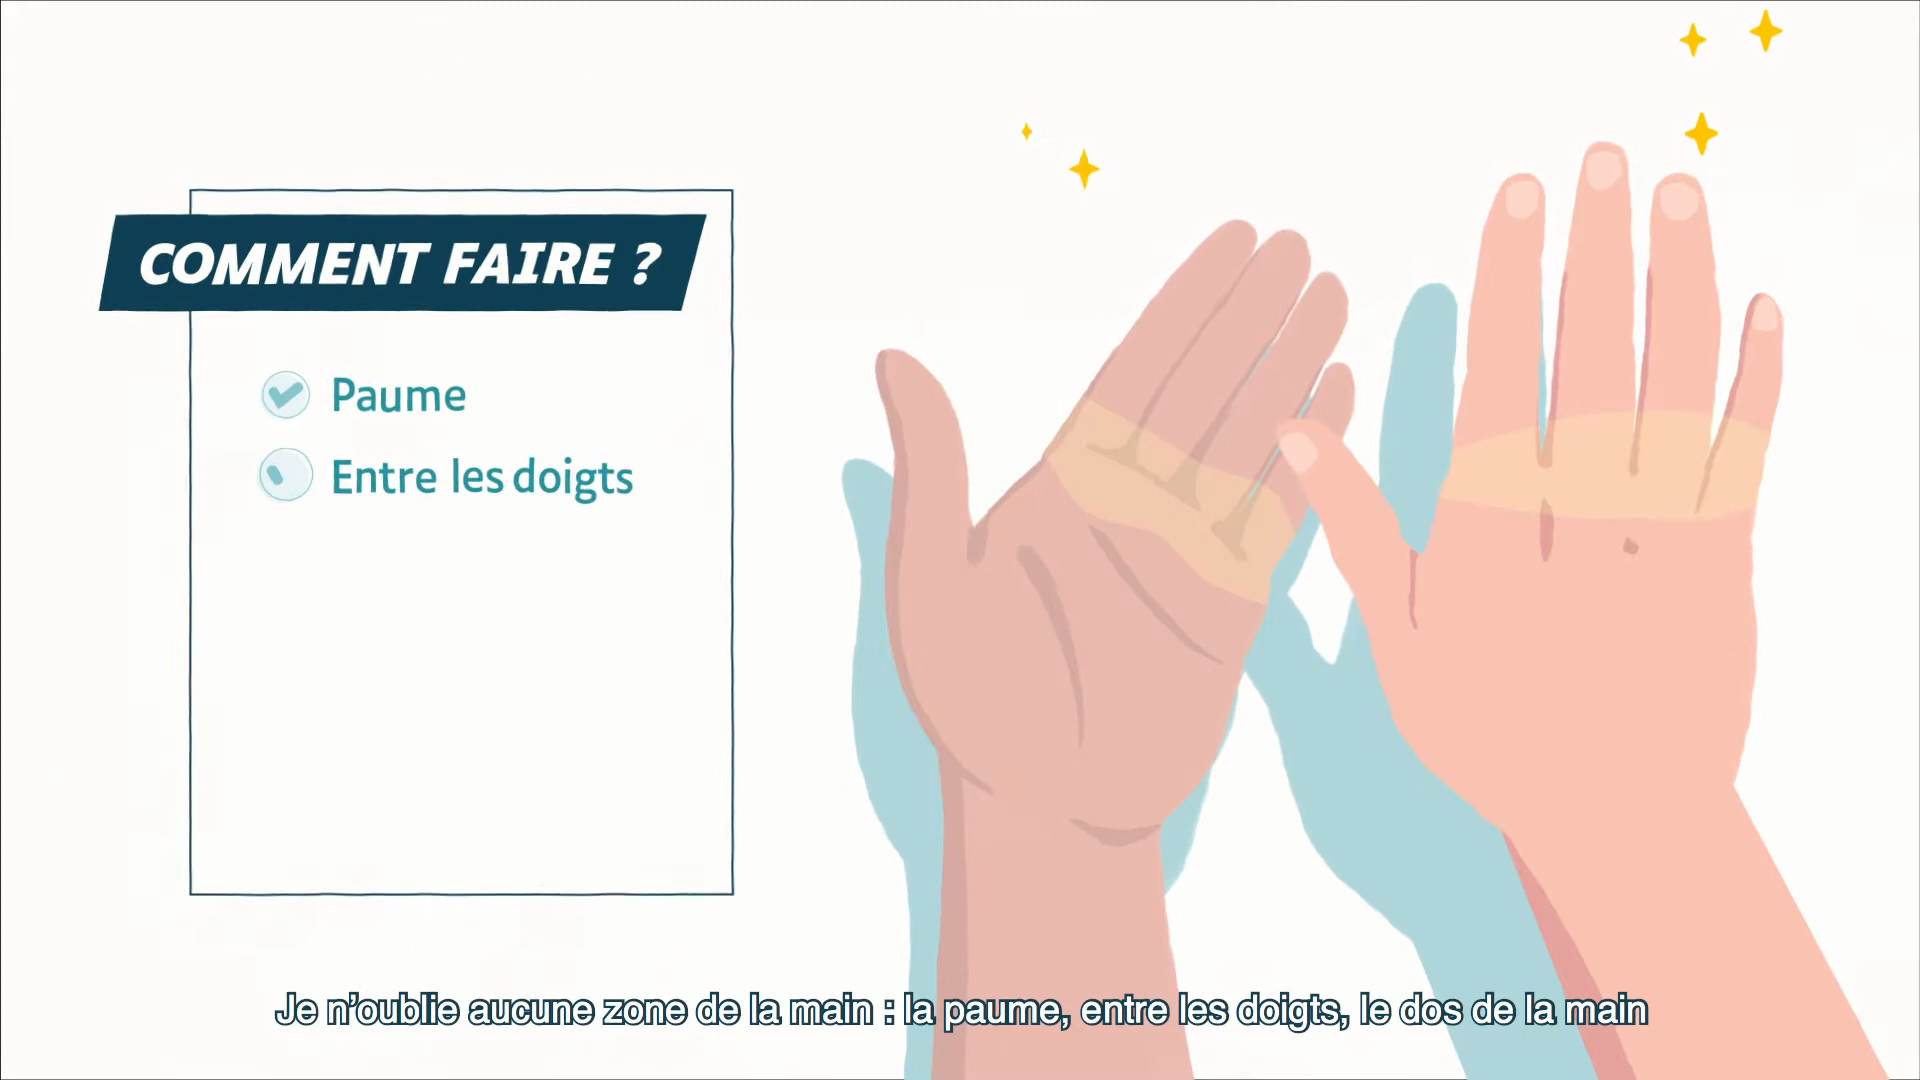 COMMENT FAIRE ?
Paume
Entre les doigts
Je n’oublie aucune zone de la main : la paume, entre les doigts, le dos de la main